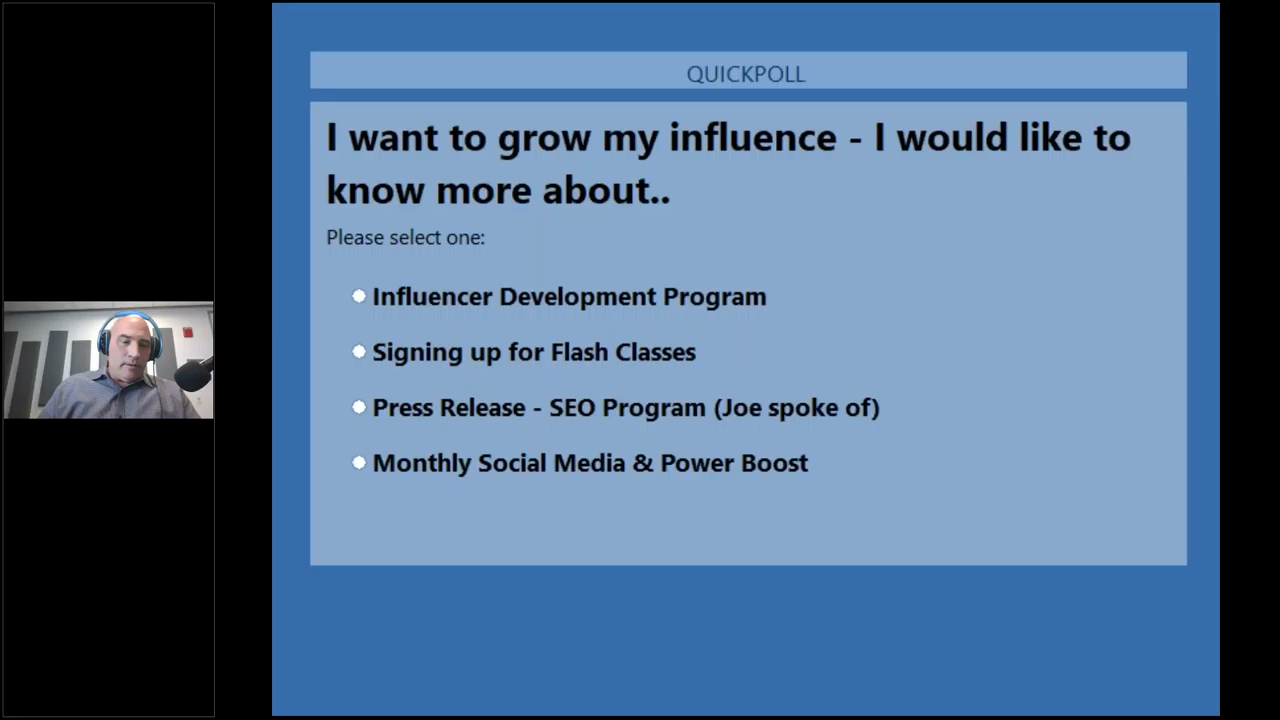 QUICKPOLL
I want to grow my influence - I would like to
know more about..
Please select one:
Influencer Development Program
Signing up for Flash Classes
Press Release - SEO Program (Joe spoke of)
Monthly Social Media & Power Boost